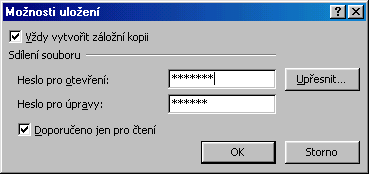 Možnosti uložení
Vždy vytvořit záložní kopii
Sdílení souboru
Heslo pro otevření: *******
Upřesnit...
Heslo pro úpravy: ******
Doporučeno jen pro čtení
OK
Storno